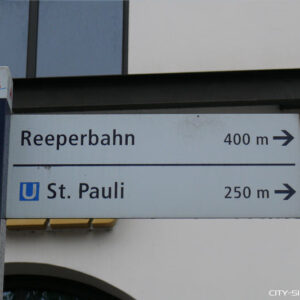 Reeperbahn 400 m →
U St. Pauli 250 m →